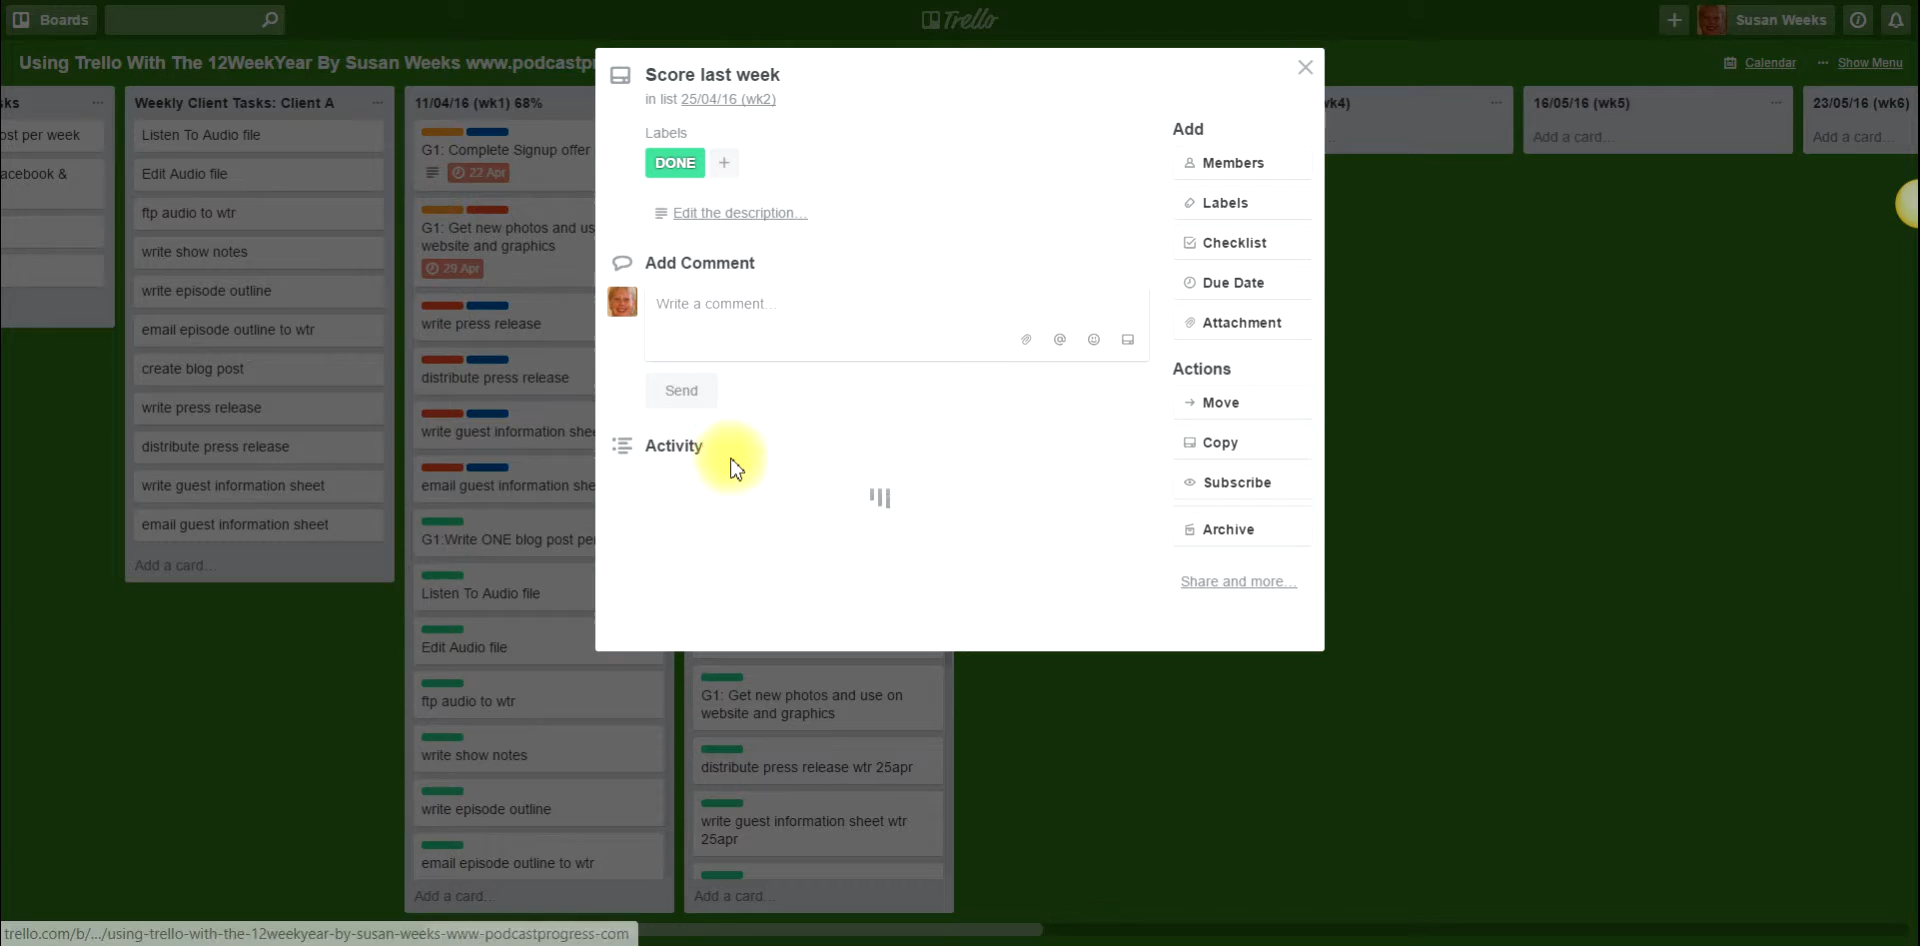 Boards
Trello
Susan Weeks
Using Trello With The 12WeekYear By Susan Weeks www.podcastpr
Calendar
Show Menu
sks
ost per week
acebook &
Weekly Client Tasks: Client A
Listen To Audio file
Edit Audio file
ftp audio to wtr
write show notes
write episode outline
email episode outline to wtr
create blog post
write press release
distribute press release
write guest information sheet
email guest information sheet
Add a card…
11/04/16 (wk1) 68%
G1: Complete Signup offer
22 Apr
G1: Get new photos and us
website and graphics
29 Apr
write press release
distribute press release
write guest information shee
email guest information shee
G1:Write ONE blog post pe
Listen To Audio file
Edit Audio file
ftp audio to wtr
write show notes
write episode outline
email episode outline to wtr
Add a card…
G1: Get new photos and use on
website and graphics
distribute press release wtr 25apr
write guest information sheet wtr
25apr
Add a card…
Score last week
in list 25/04/16 (wk2)
Labels
DONE
Edit the description…
Add Comment
Write a comment…
Send
Activity
Add
Members
Labels
Checklist
Due Date
Attachment
Actions
Move
Copy
Subscribe
Archive
Share and more…
wk4)
16/05/16 (wk5)
Add a card…
23/05/16 (wk6)
Add a card…
trello.com/b/…/using-trello-with-the-12weekyear-by-susan-weeks-www-podcastprogress-com